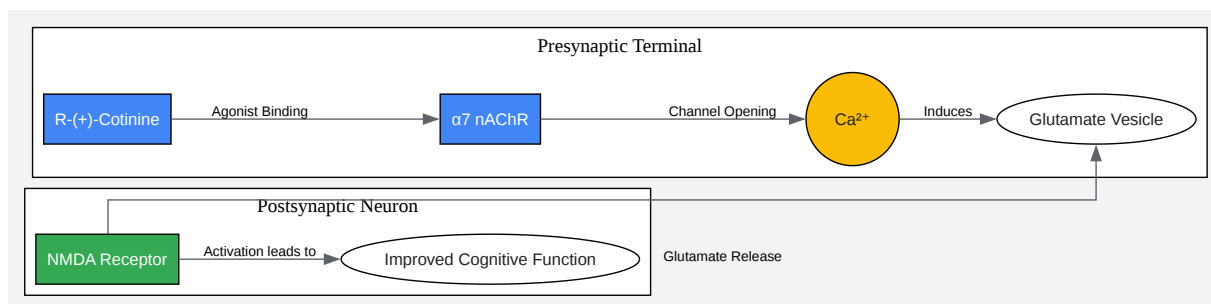 Presynaptic Terminal
R-(+)-Cotinine
Agonist Binding
α7 nAChR
Channel Opening
Ca²⁺
Induces
Glutamate Vesicle
Postsynaptic Neuron
NMDA Receptor
Activation leads to
Improved Cognitive Function
Glutamate Release